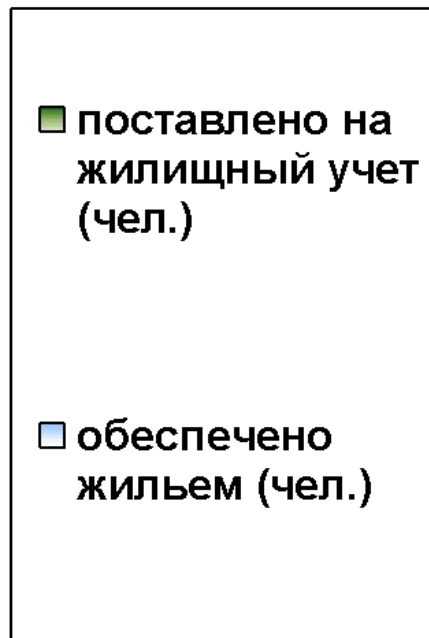 поставлено на
жилищный учет
(чел.)
обеспечено
жильем (чел.)